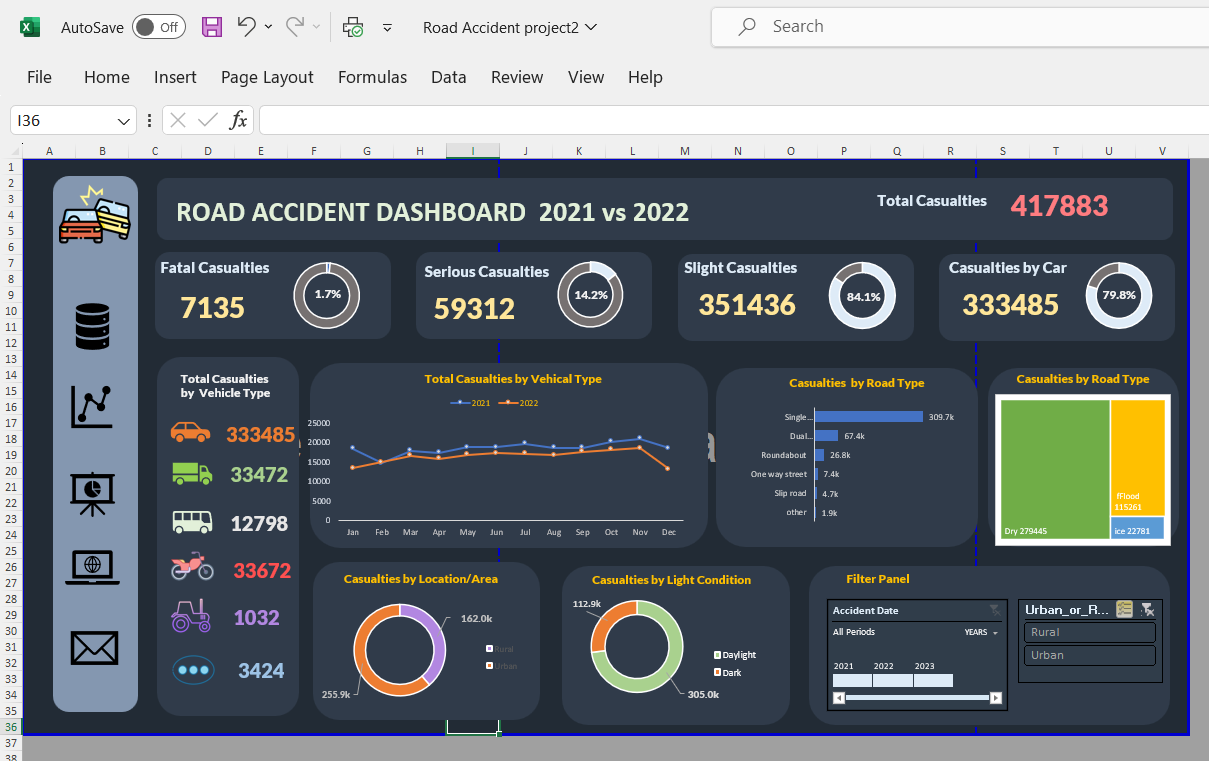 AutoSave Off Road Accident project2 Search
File Home Insert Page Layout Formulas Data Review View Help
I36 fx
A B C D E F G H I J K L M N O P Q R S T U V
1
2
3
4
5
6
7
8
9
10
11
12
13
14
15
16
17
18
19
20
21
22
23
24
25
26
27
28
29
30
31
32
33
34
35
36
37
38
ROAD ACCIDENT DASHBOARD 2021 vs 2022
Total Casualties 417883
Fatal Casualties
7135
1.7%
Serious Casualties
59312
14.2%
Slight Casualties
351436
84.1%
Casualties by Car
333485
79.8%
Total Casualties
by Vehicle Type
333485
33472
12798
33672
1032
3424
Total Casualties by Vehical Type
2021 2022
25000
20000
15000
10000
5000
0
Jan Feb Mar Apr May Jun Jul Aug Sep Oct Nov Dec
Casualties by Road Type
Single... 309.7k
Dual... 67.4k
Roundabout 26.8k
One way street 7.4k
Slip road 4.7k
other 1.9k
Casualties by Road Type
Dry 279445
fFlood
115261
ice 22781
Casualties by Location/Area
162.0k
255.9k
Rural
Urban
Casualties by Light Condition
112.9k
305.0k
Daylight
Dark
Filter Panel
Accident Date
All Periods YEARS
2021 2022 2023
Urban_or_R...
Rural
Urban